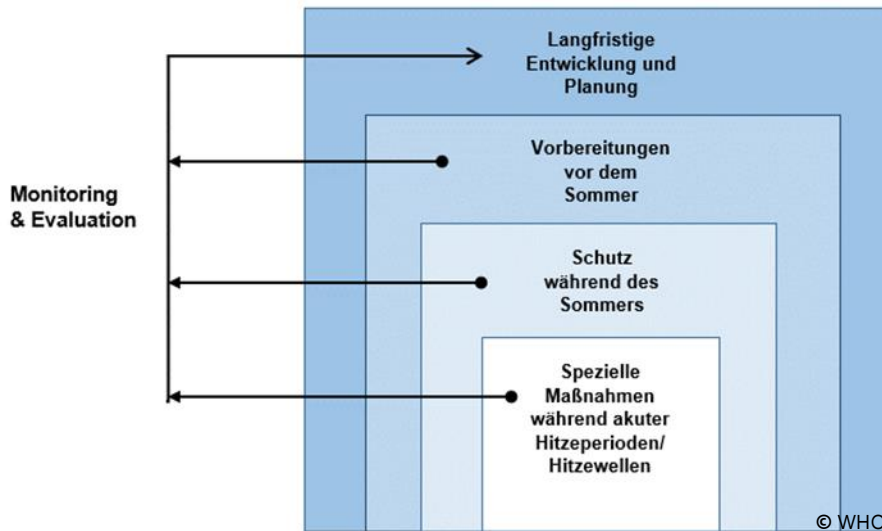 Langfristige
Entwicklung und
Planung
Vorbereitungen
vor dem
Sommer
Monitoring
& Evaluation
Schutz
während des
Sommers
Spezielle
Maßnahmen
während akuter
Hitzeperioden/
Hitzewellen
© WHO